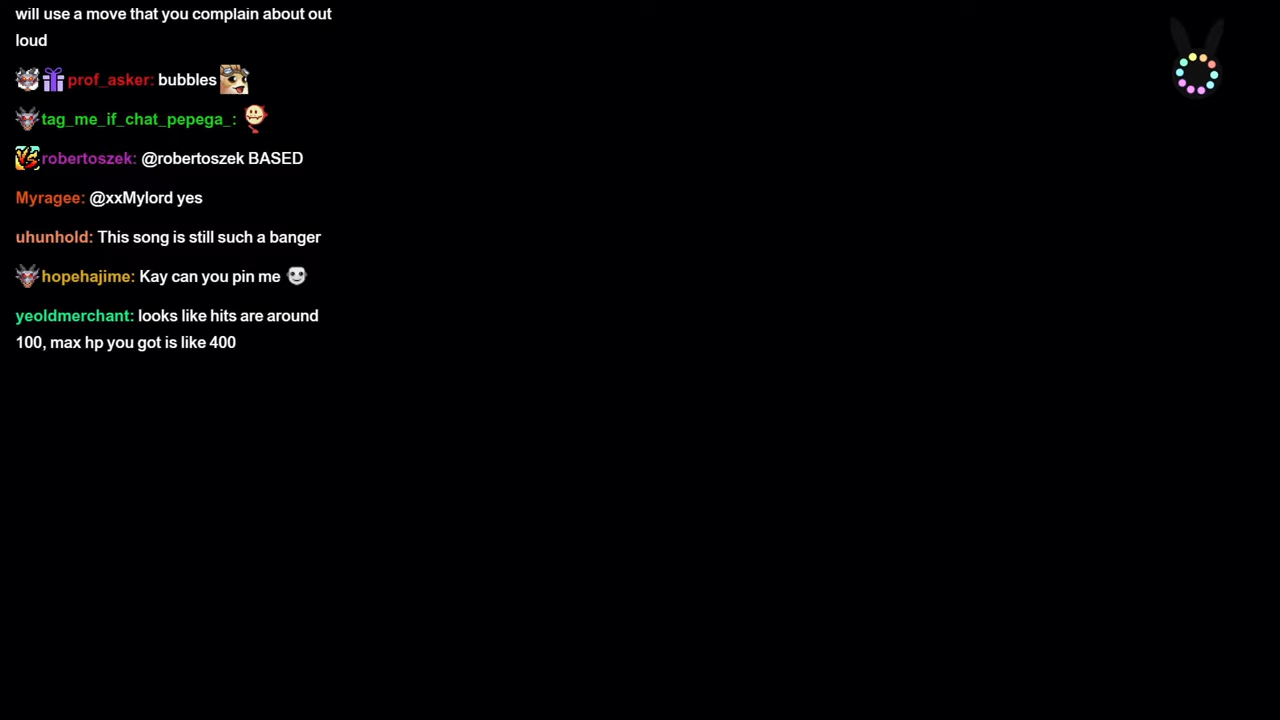 will use a move that you complain about out
loud
prof_asker: bubbles
tag_me_if_chat_pepega_:
robertoszek: @robertoszek BASED
Myragee: @xxMylord yes
uhunhold: This song is still such a banger
hopehajime: Kay can you pin me
yeoldmerchant: looks like hits are around
100, max hp you got is like 400